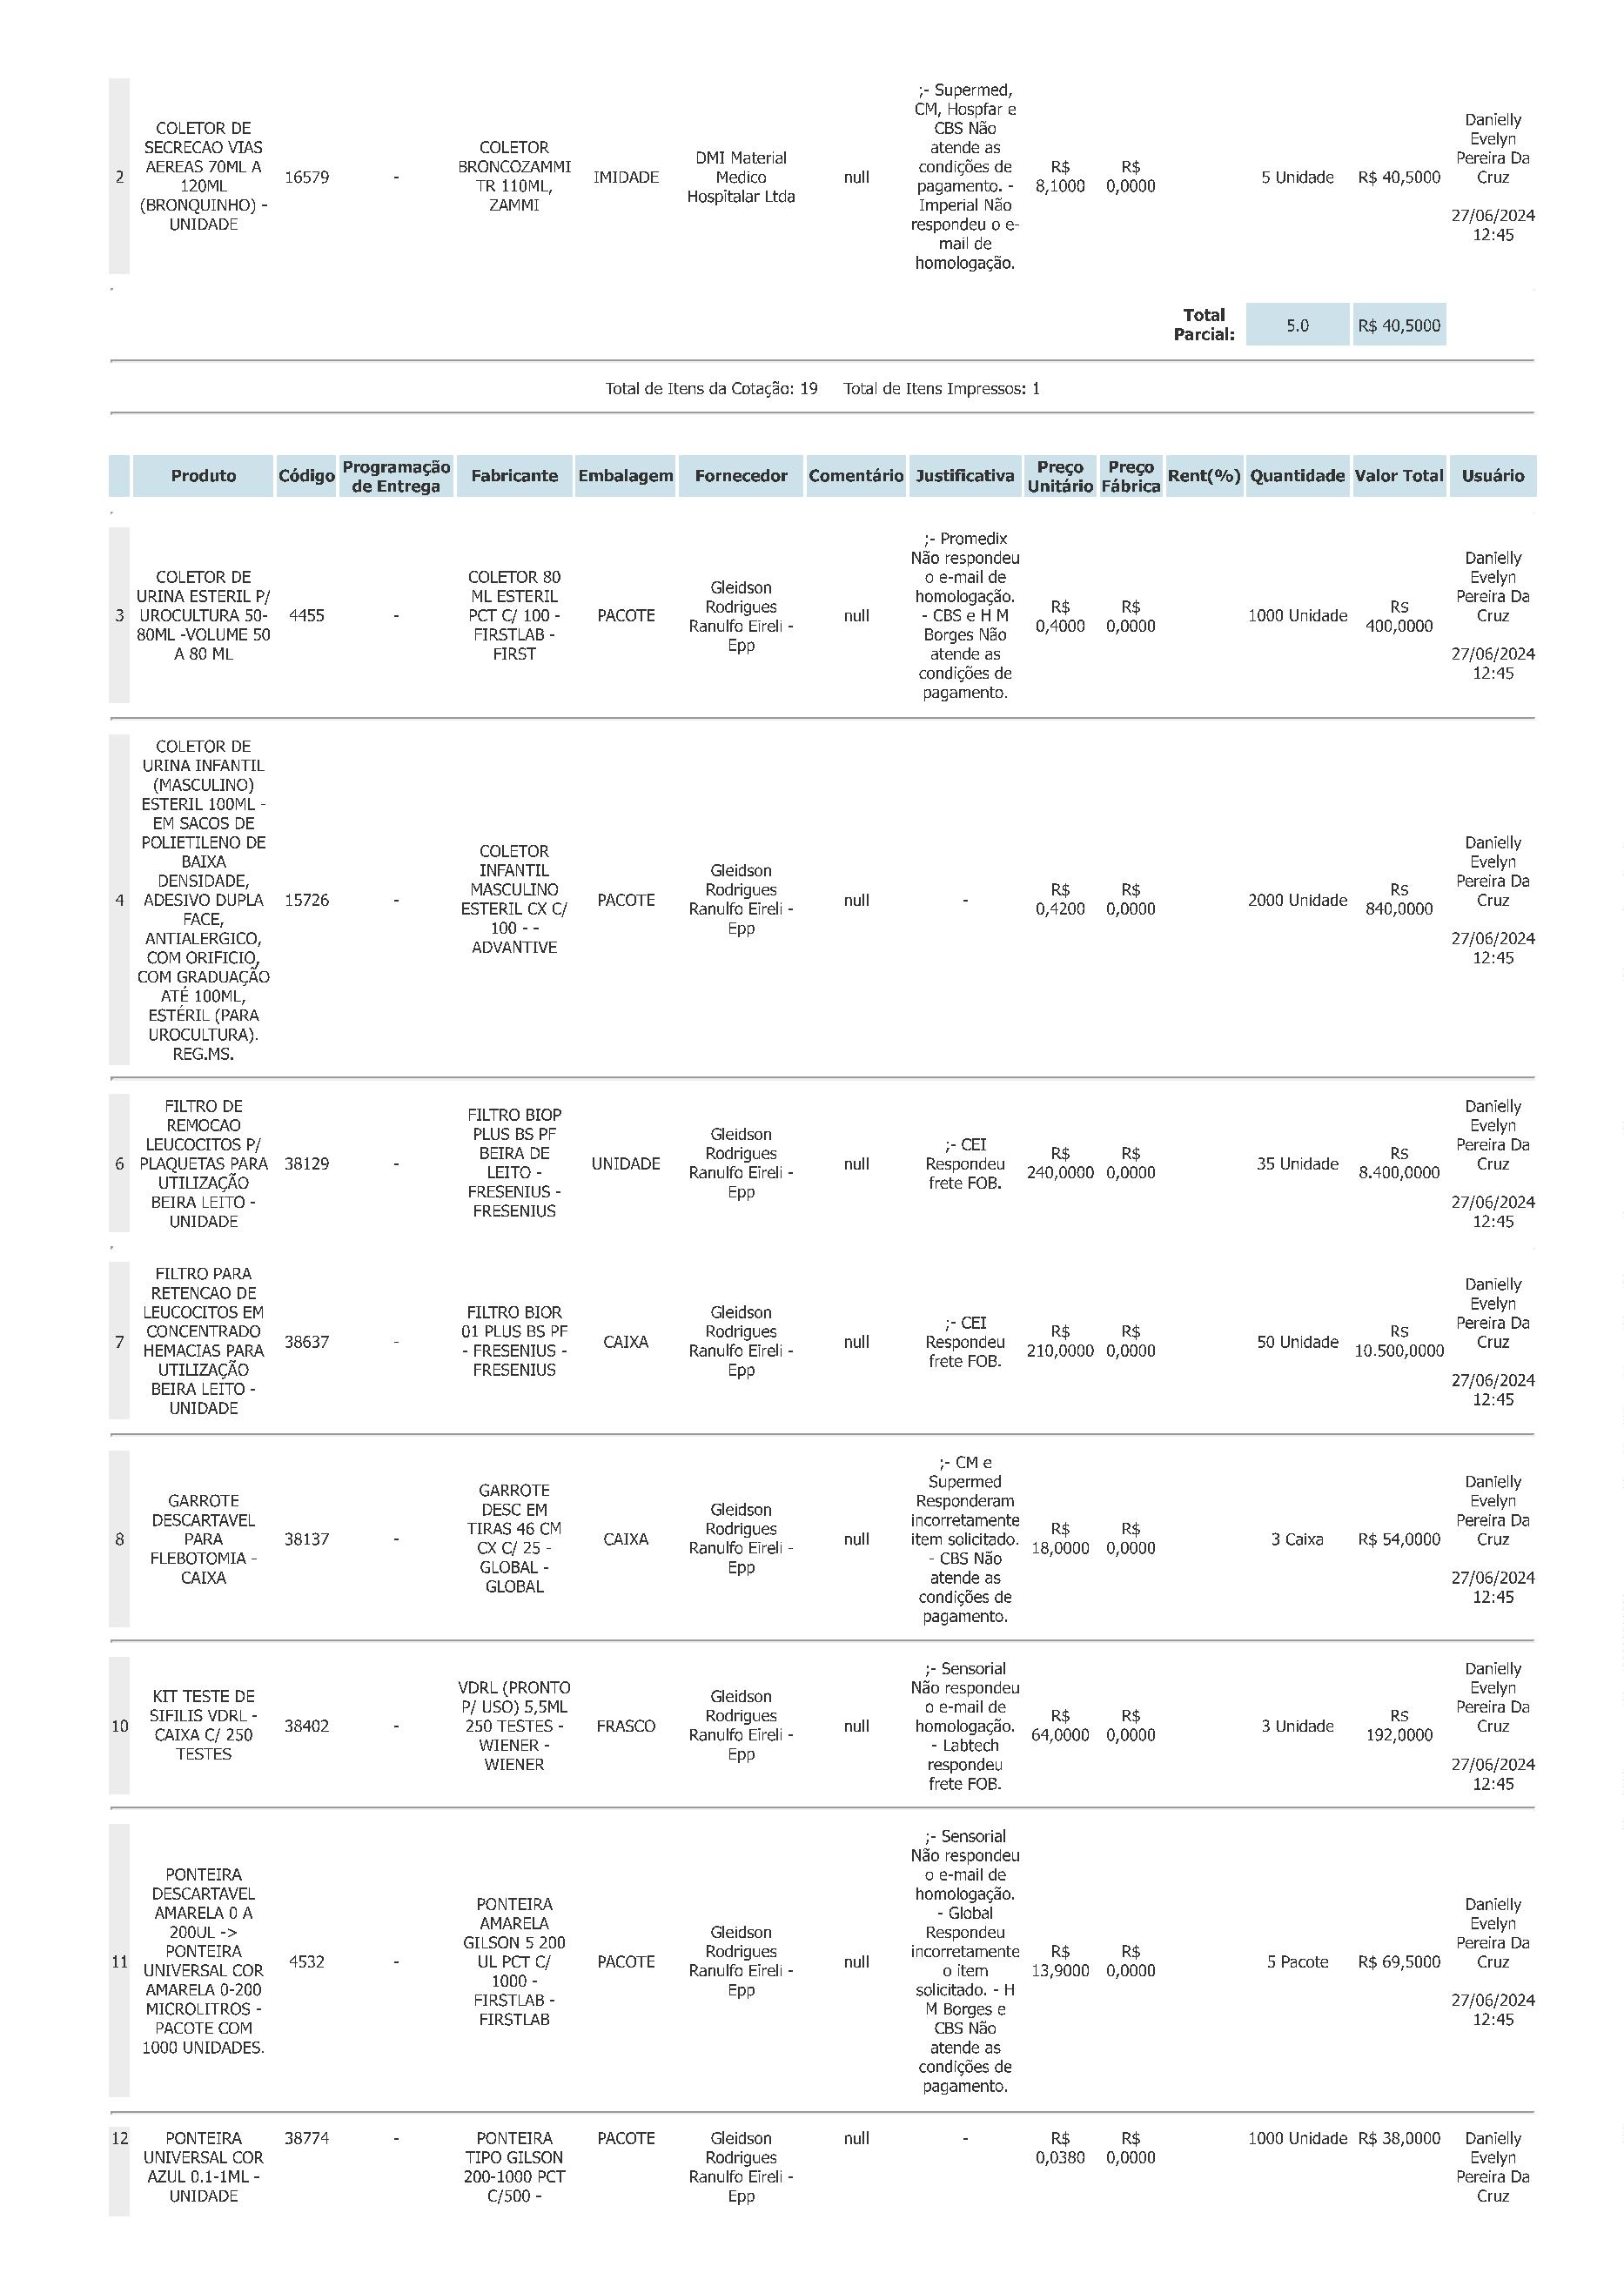 2
COLETOR DE
SECRECAO VIAS
AEREAS 70ML A
120ML
(BRONQUINHO) -
UNIDADE
16579
-
COLETOR
BRONCOZAMMI
TR 110ML,
ZAMMI
IMIDADE
DMI Material
Medico
Hospitalar Ltda
null
;- Supermed,
CM, Hospfar e
CBS Não
atende as
condições de
pagamento. -
Imperial Não
respondeu o e-
mail de
homologação.
R$
8,1000
R$
0,0000
5 Unidade
R$ 40,5000
Danielly
Evelyn
Pereira Da
Cruz
27/06/2024
12:45
Total
Parcial:
5.0
R$ 40,5000
Total de Itens da Cotação: 19 Total de Itens Impressos: 1
Produto
Código
Programação
de Entrega
Fabricante
Embalagem
Fornecedor
Comentário
Justificativa
Preço
Unitário
Preço
Fábrica
Rent(%)
Quantidade
Valor Total
Usuário
3
COLETOR DE
URINA ESTERIL P/
UROCULTURA 50-
80ML -VOLUME 50
A 80 ML
4455
-
COLETOR 80
ML ESTERIL
PCT C/ 100 -
FIRSTLAB -
FIRST
PACOTE
Gleidson
Rodrigues
Ranulfo Eireli -
Epp
null
;- Promedix
Não respondeu
o e-mail de
homologação.
- CBS e H M
Borges Não
atende as
condições de
pagamento.
R$
0,4000
R$
0,0000
1000 Unidade
R$
400,0000
Danielly
Evelyn
Pereira Da
Cruz
27/06/2024
12:45
4
COLETOR DE
URINA INFANTIL
(MASCULINO)
ESTERIL 100ML -
EM SACOS DE
POLIETILENO DE
BAIXA
DENSIDADE,
ADESIVO DUPLA
FACE,
ANTIALERGICO,
COM ORIFICIO,
COM GRADUAÇÃO
ATÉ 100ML,
ESTÉRIL (PARA
UROCULTURA).
REG.MS.
15726
-
COLETOR
INFANTIL
MASCULINO
ESTERIL CX C/
100 - -
ADVANTIVE
PACOTE
Gleidson
Rodrigues
Ranulfo Eireli -
Epp
null
-
R$
0,4200
R$
0,0000
2000 Unidade
R$
840,0000
Danielly
Evelyn
Pereira Da
Cruz
27/06/2024
12:45
6
FILTRO DE
REMOCAO
LEUCOCITOS P/
PLAQUETAS PARA
UTILIZAÇÃO
BEIRA LEITO -
UNIDADE
38129
-
FILTRO BIOP
PLUS BS PF
BEIRA DE
LEITO -
FRESENIUS -
FRESENIUS
UNIDADE
Gleidson
Rodrigues
Ranulfo Eireli -
Epp
null
;- CEI
Respondeu
frete FOB.
R$
240,0000
R$
0,0000
35 Unidade
R$
8.400,0000
Danielly
Evelyn
Pereira Da
Cruz
27/06/2024
12:45
7
FILTRO PARA
RETENCAO DE
LEUCOCITOS EM
CONCENTRADO
HEMACIAS PARA
UTILIZAÇÃO
BEIRA LEITO -
UNIDADE
38637
-
FILTRO BIOR
01 PLUS BS PF
- FRESENIUS -
FRESENIUS
CAIXA
Gleidson
Rodrigues
Ranulfo Eireli -
Epp
null
;- CEI
Respondeu
frete FOB.
R$
210,0000
R$
0,0000
50 Unidade
R$
10.500,0000
Danielly
Evelyn
Pereira Da
Cruz
27/06/2024
12:45
8
GARROTE
DESCARTAVEL
PARA
FLEBOTOMIA -
CAIXA
38137
-
GARROTE
DESC EM
TIRAS 46 CM
CX C/ 25 -
GLOBAL -
GLOBAL
CAIXA
Gleidson
Rodrigues
Ranulfo Eireli -
Epp
null
;- CM e
Supermed
Responderam
incorretamente
item solicitado.
- CBS Não
atende as
condições de
pagamento.
R$
18,0000
R$
0,0000
3 Caixa
R$ 54,0000
Danielly
Evelyn
Pereira Da
Cruz
27/06/2024
12:45
10
KIT TESTE DE
SIFILIS VDRL -
CAIXA C/ 250
TESTES
38402
-
VDRL (PRONTO
P/ USO) 5,5ML
250 TESTES -
WIENER -
WIENER
FRASCO
Gleidson
Rodrigues
Ranulfo Eireli -
Epp
null
;- Sensorial
Não respondeu
o e-mail de
homologação.
- Labtech
respondeu
frete FOB.
R$
64,0000
R$
0,0000
3 Unidade
R$
192,0000
Danielly
Evelyn
Pereira Da
Cruz
27/06/2024
12:45
11
PONTEIRA
DESCARTAVEL
AMARELA 0 A
200UL ->
PONTEIRA
UNIVERSAL COR
AMARELA 0-200
MICROLITROS -
PACOTE COM
1000 UNIDADES.
4532
-
PONTEIRA
AMARELA
GILSON 5 200
UL PCT C/
1000 -
FIRSTLAB -
FIRSTLAB
PACOTE
Gleidson
Rodrigues
Ranulfo Eireli -
Epp
null
;- Sensorial
Não respondeu
o e-mail de
homologação.
- Global
Respondeu
incorretamente
o item
solicitado. - H
M Borges e
CBS Não
atende as
condições de
pagamento.
R$
13,9000
R$
0,0000
5 Pacote
R$ 69,5000
Danielly
Evelyn
Pereira Da
Cruz
27/06/2024
12:45
12
PONTEIRA
UNIVERSAL COR
AZUL 0.1-1ML -
UNIDADE
38774
-
PONTEIRA
TIPO GILSON
200-1000 PCT
C/500 -
PACOTE
Gleidson
Rodrigues
Ranulfo Eireli -
Epp
null
-
R$
0,0380
R$
0,0000
1000 Unidade
R$ 38,0000
Danielly
Evelyn
Pereira Da
Cruz